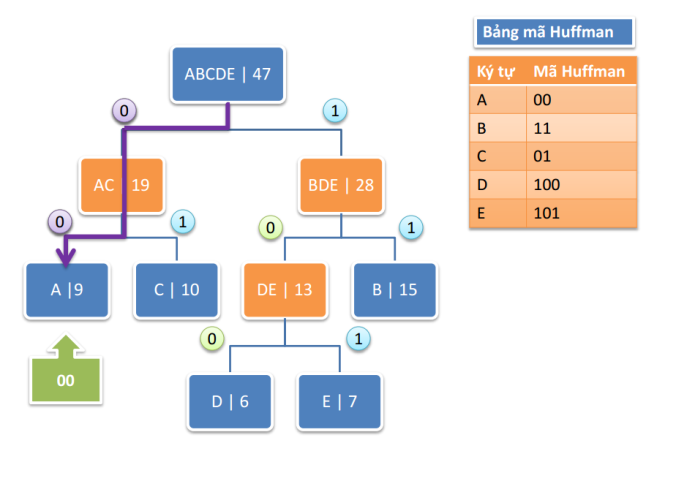 Bảng mã Huffman
Ký tự Mã Huffman
A 00
B 11
C 01
D 100
E 101
ABCDE | 47
0
1
AC 19
BDE | 28
0
1
0
1
A |9
C | 10
DE | 13
B | 15
0
1
00
D | 6
E | 7